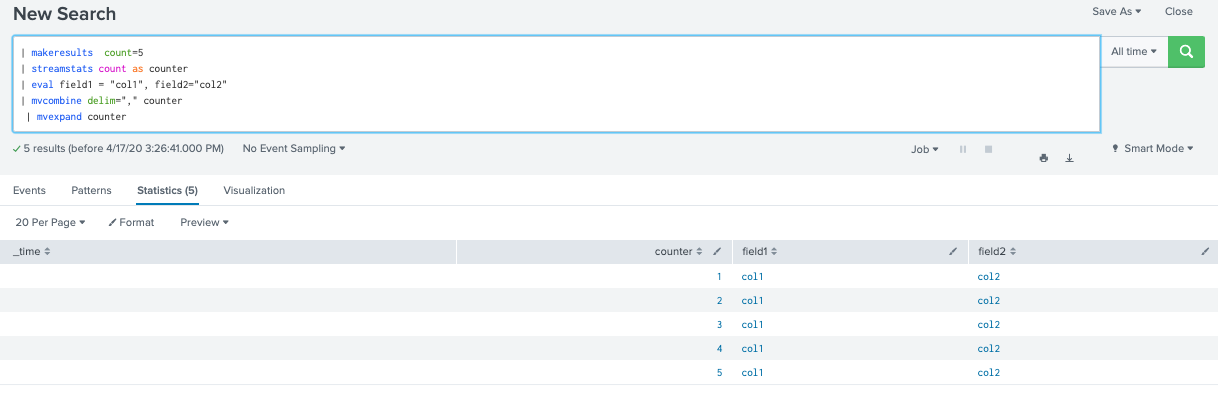 New Search
Save As Close
| makeresults  count=5
| streamstats count as counter
| eval field1 = "col1", field2="col2"
| mvcombine delim="," counter
| mvexpand counter
All time
5 results (before 4/17/20 3:26:41.000 PM) No Event Sampling Job Smart Mode
Events Patterns Statistics (5) Visualization
20 Per Page Format Preview
_time counter field1 field2
1 col1 col2
2 col1 col2
3 col1 col2
4 col1 col2
5 col1 col2